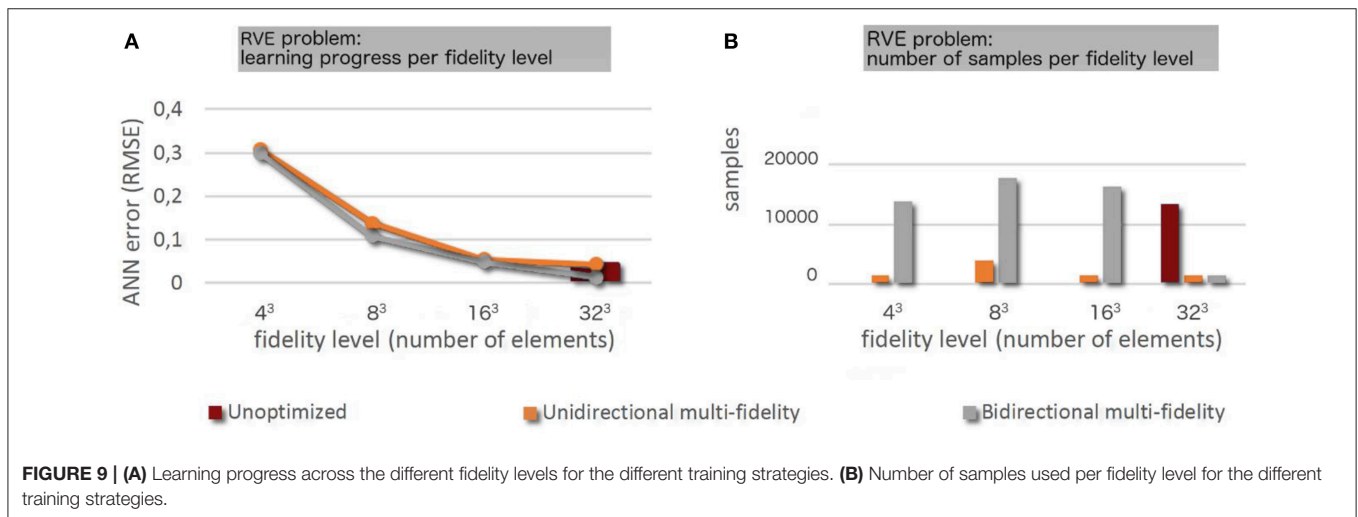 A
RVE problem:
learning progress per fidelity level
ANN error (RMSE)
0,4
0,3
0,2
0,1
0
4³
8³
16³
32³
fidelity level (number of elements)
B
RVE problem:
number of samples per fidelity level
samples
20000
10000
0
4³
8³
16³
32³
fidelity level (number of elements)
Unoptimized
Unidirectional multi-fidelity
Bidirectional multi-fidelity
FIGURE 9 | (A) Learning progress across the different fidelity levels for the different training strategies. (B) Number of samples used per fidelity level for the different
training strategies.